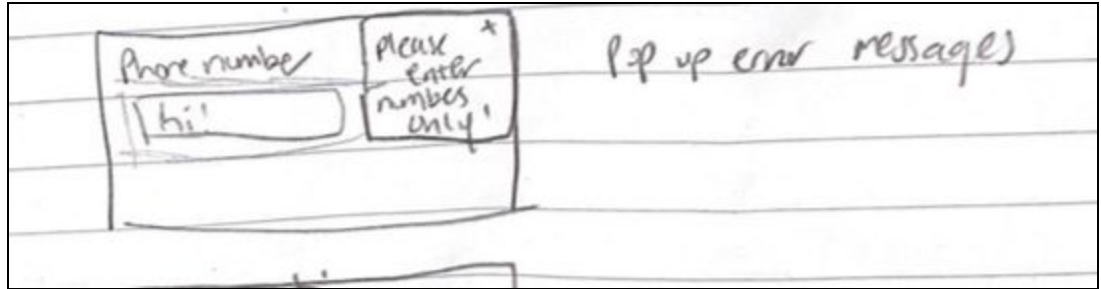 Phone number
hi!
please x
enter
numbers
only!
Pop up error messages